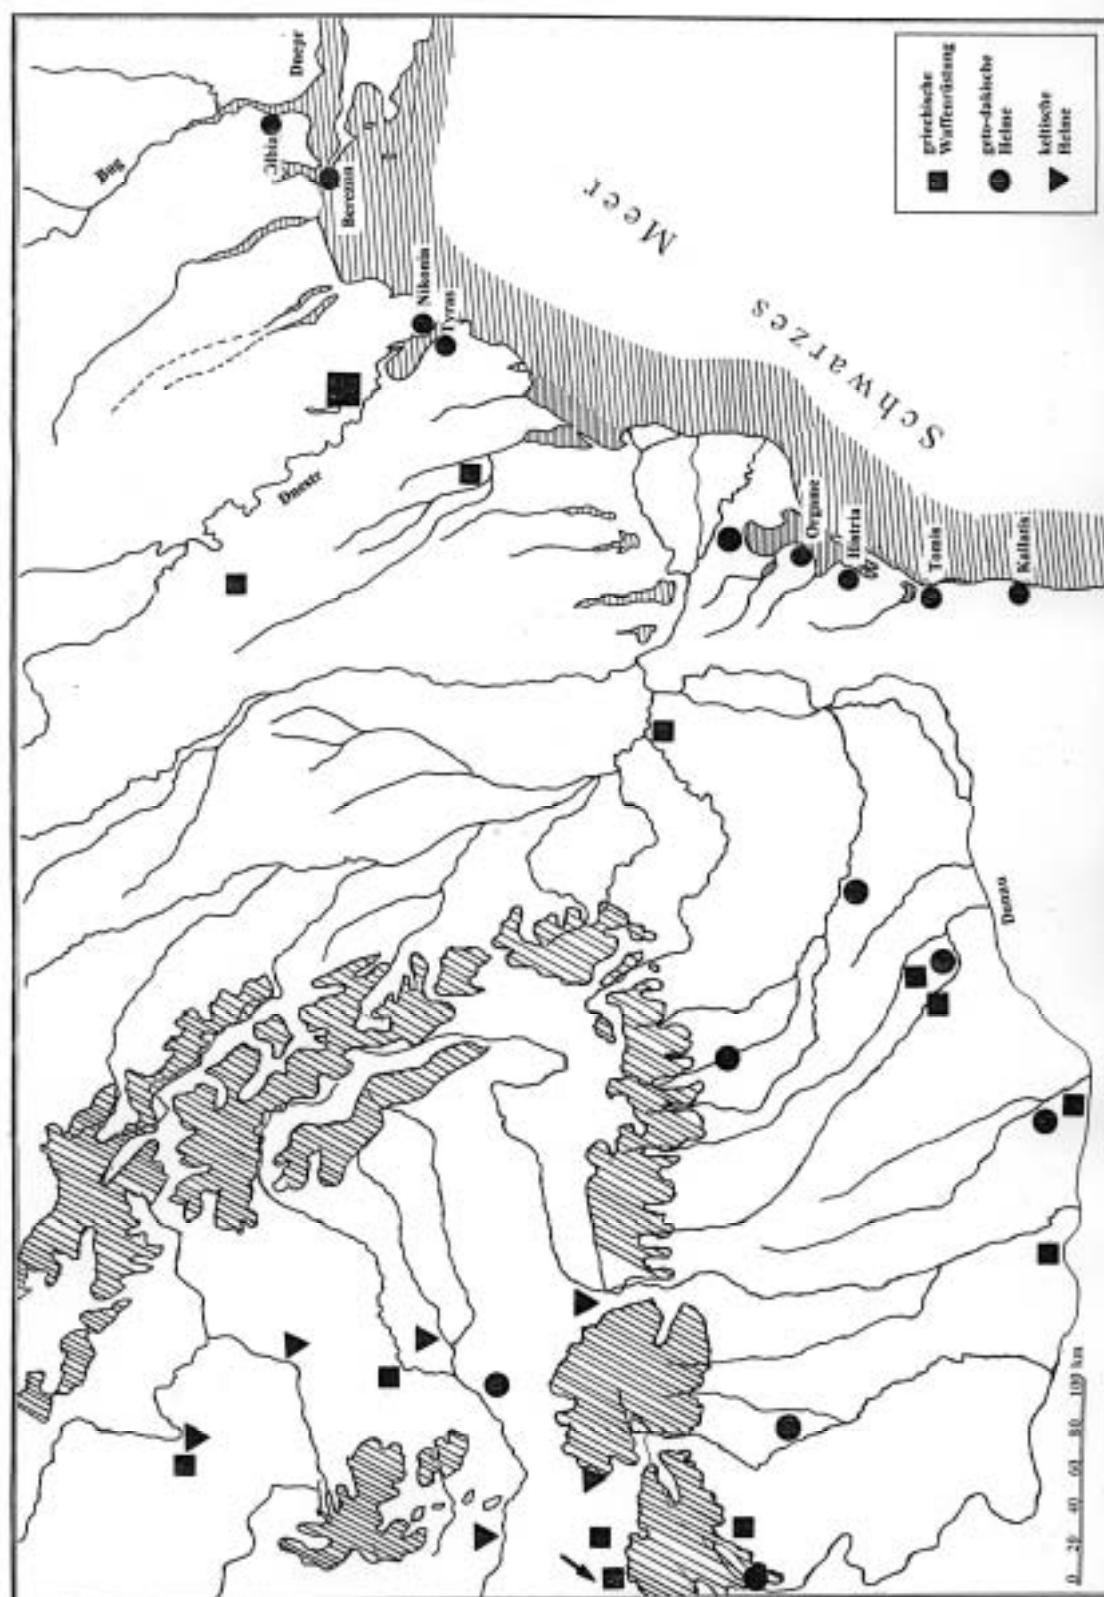 Dnepr
Bug
Olbia
Berezan
Nikonia
Tyras
Dnestr
Schwarzes
Meer
Organe
Histria
Tomis
Kallatis
Donau
griechische
Waffenrüstung
geto-dakische
Helme
keltische
Helme
0 20 40 60 80 100 km